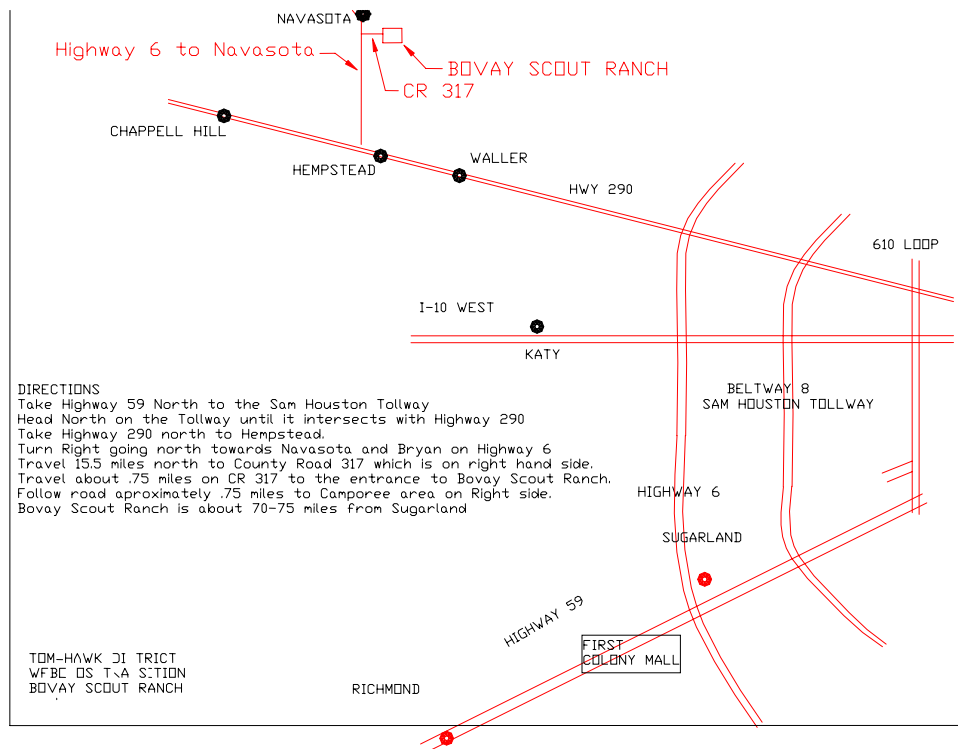 NAVASOTA
Highway 6 to Navasota
BOVAY SCOUT RANCH
CR 317
CHAPPELL HILL
HEMPSTEAD
WALLER
HWY 290
610 LOOP
I-10 WEST
KATY
BELTWAY 8
SAM HOUSTON TOLLWAY
DIRECTIONS
Take Highway 59 North to the Sam Houston Tollway
Head North on the Tollway until it intersects with Highway 290
Take Highway 290 north to Hempstead.
Turn Right going north towards Navasota and Bryan on Highway 6
Travel 15.5 miles north to County Road 317 which is on right hand side.
Travel about .75 miles on CR 317 to the entrance to Bovay Scout Ranch.
Follow road aproximately .75 miles to Camporee area on Right side.
Bovay Scout Ranch is about 70-75 miles from Sugarland
HIGHWAY 6
SUGARLAND
HIGHWAY 59
FIRST
COLONY MALL
RICHMOND
TOM-HAWK
BOVAY SCOUT RANCH